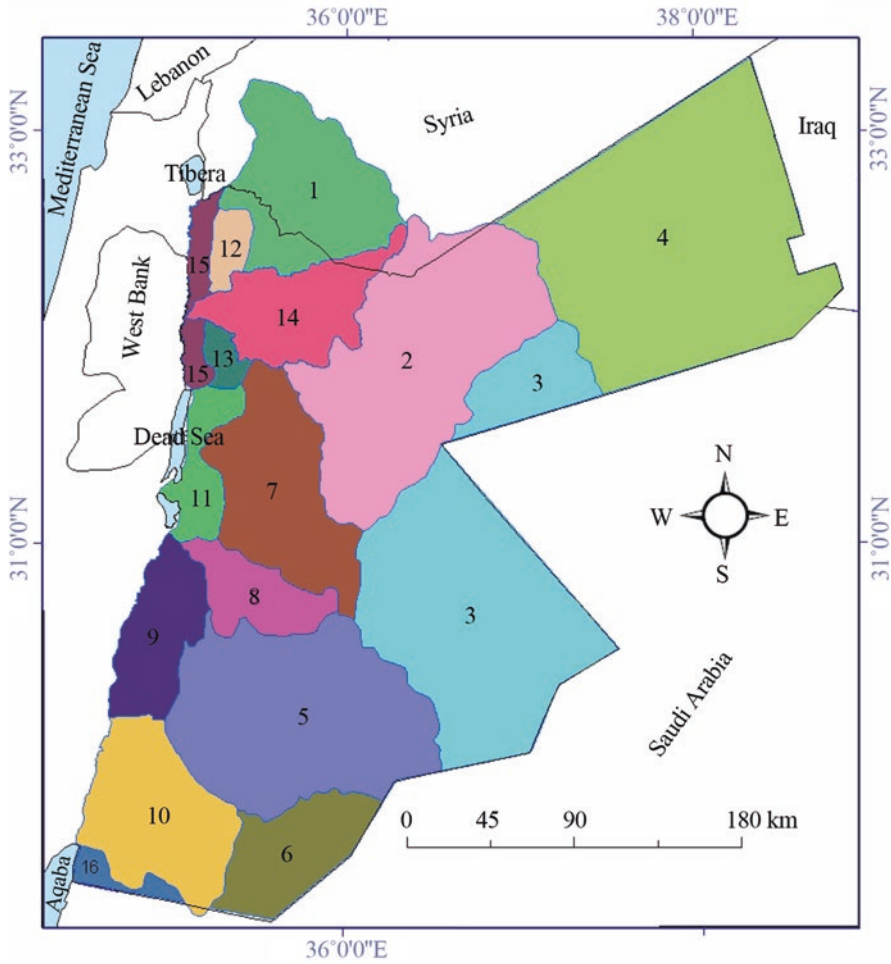 36°0'0"E
38°0'0"E
Mediterranean Sea
Lebanon
Syria
Iraq
33°0'0"N
33°0'0"N
Tibera
1
4
12
15
West Bank
14
13
2
3
15
Dead Sea
7
11
N
W
E
S
31°0'0"N
31°0'0"N
8
3
9
5
Saudi Arabia
10
0
45
90
180 km
6
16
Aqaba
36°0'0"E